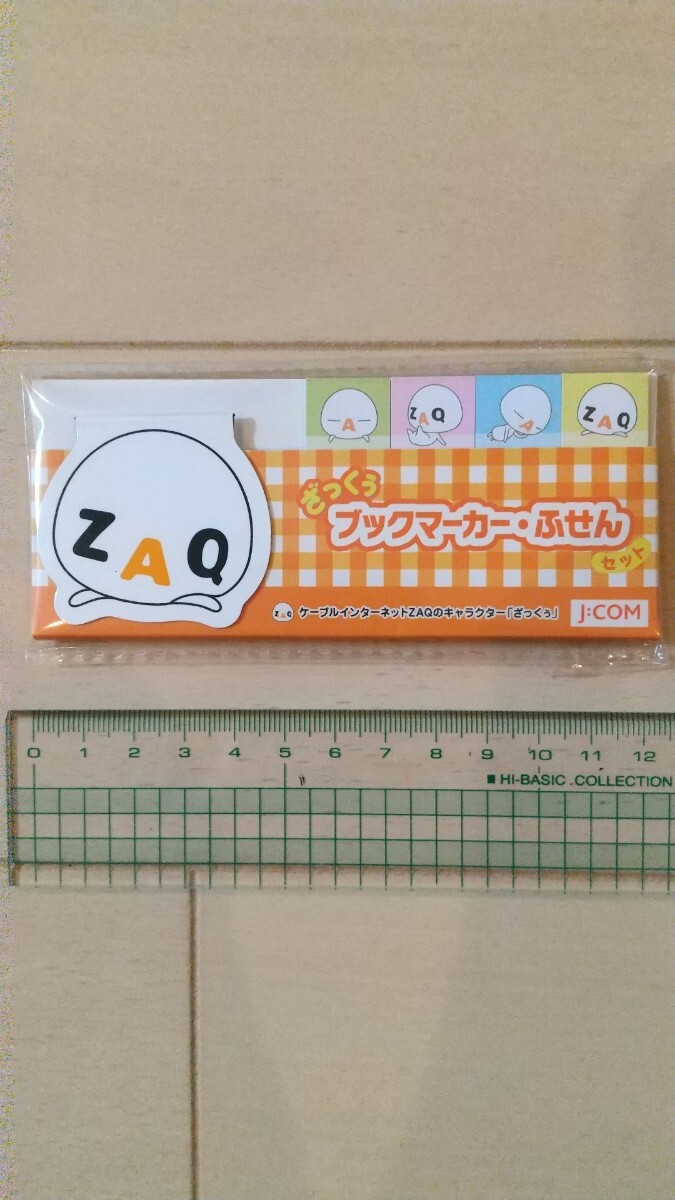 A
ZAQ
A
ZAQ
ZAQ
ざっくぅ
ブックマーカー・ふせん
セット
ZAQ ケーブルインターネットZAQのキャラクター「ざっくぅ」 J:COM
0 1 2 3 4 5 6 7 8 9 10 11 12
■HI-BASIC COLLECTION